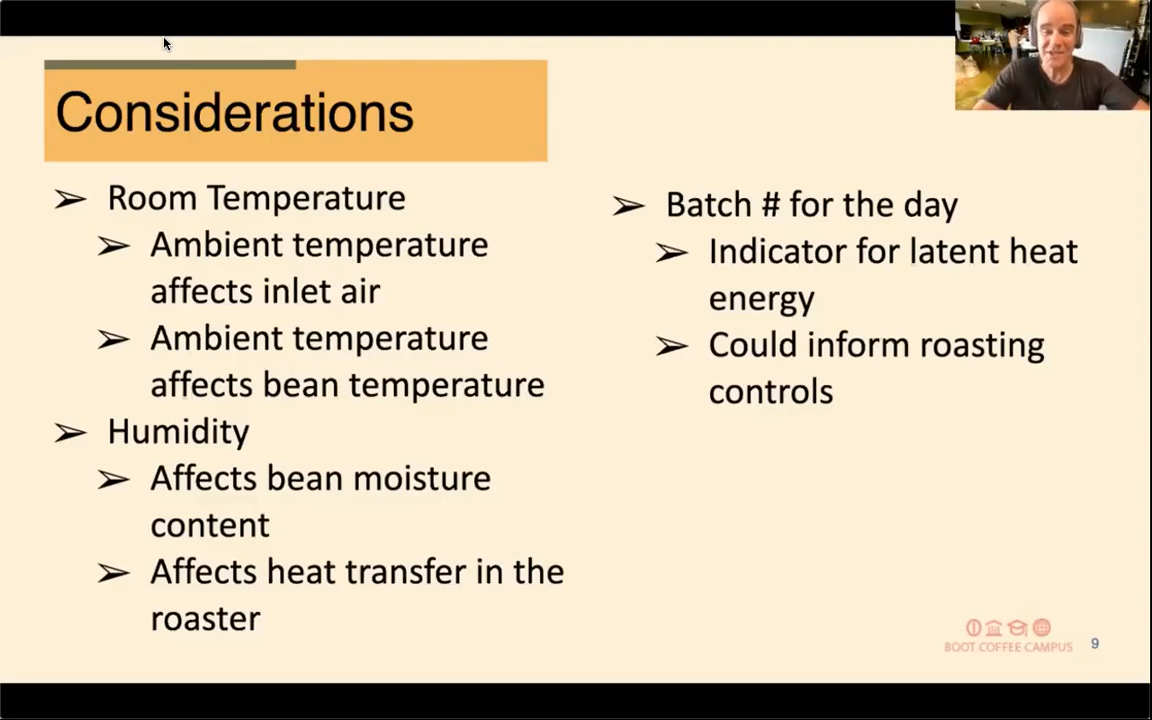 Considerations
➢ Room Temperature
➢ Ambient temperature
affects inlet air
➢ Ambient temperature
affects bean temperature
➢ Humidity
➢ Affects bean moisture
content
➢ Affects heat transfer in the
roaster
➢ Batch # for the day
➢ Indicator for latent heat
energy
➢ Could inform roasting
controls
BOOT COFFEE CAMPUS
9